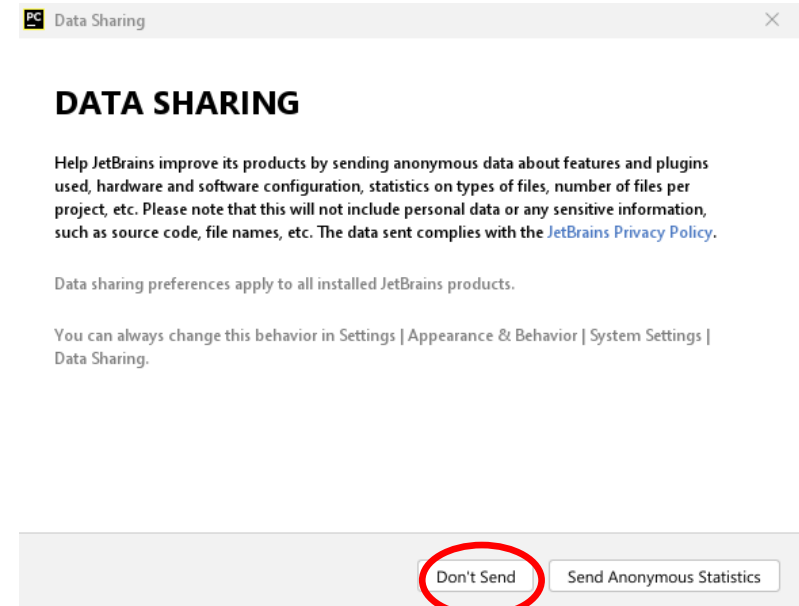 PC Data Sharing
DATA SHARING
Help JetBrains improve its products by sending anonymous data about features and plugins
used, hardware and software configuration, statistics on types of files, number of files per
project, etc. Please note that this will not include personal data or any sensitive information,
such as source code, file names, etc. The data sent complies with the JetBrains Privacy Policy.
Data sharing preferences apply to all installed JetBrains products.
You can always change this behavior in Settings | Appearance & Behavior | System Settings |
Data Sharing.
Don't Send Send Anonymous Statistics